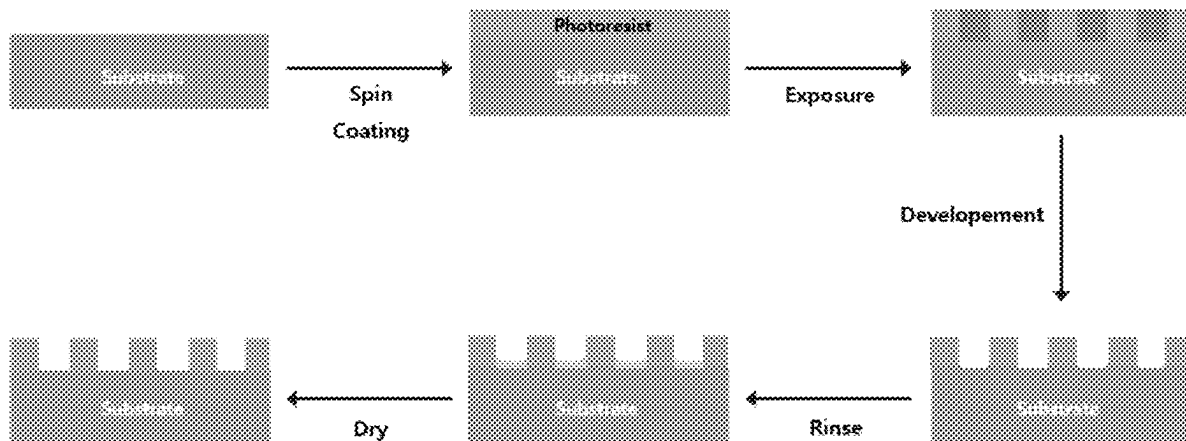 Substrate
Spin
Coating
Photoresist
Substrate
Exposure
Substrate
Developement
Substrate
Rinse
Substrate
Dry
Substrate